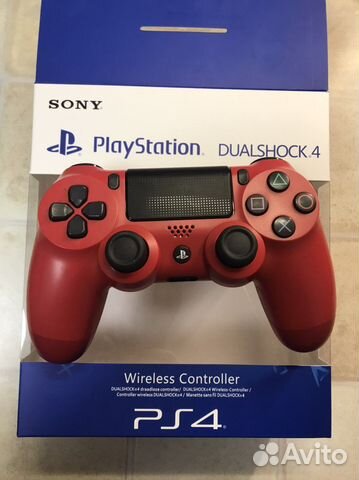 SONY
PlayStation. DUALSHOCK.4
Wireless Controller
DUALSHOCK®4 draadloze controller/ DUALSHOCK®4 Wireless-Controller/
Controller wireless DUALSHOCK®4 / Manette sans fil DUALSHOCK®4
PS4
Avito